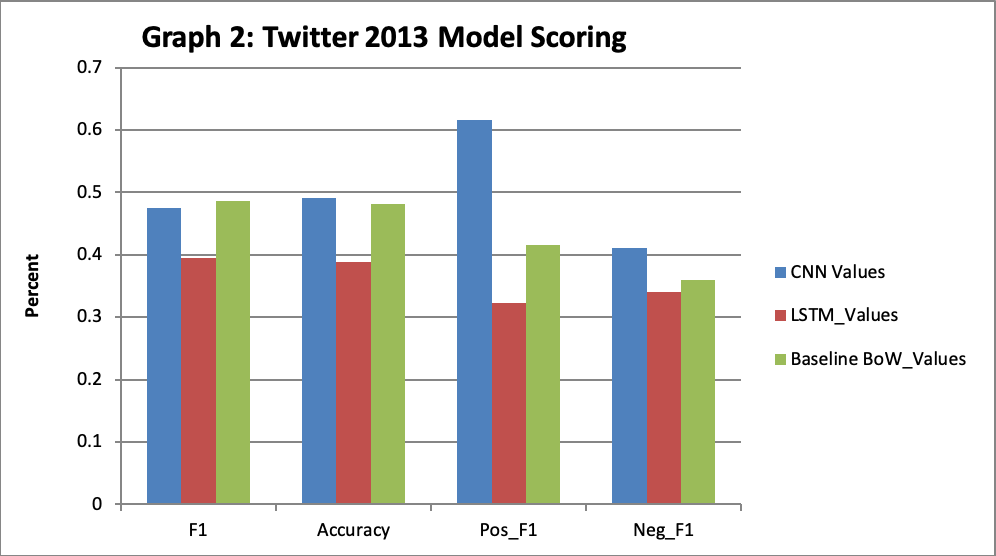 Graph 2: Twitter 2013 Model Scoring
0.7
0.6
0.5
0.4
0.3
0.2
0.1
0
Percent
F1 Accuracy Pos_F1 Neg_F1
CNN Values
LSTM_Values
Baseline BoW_Values